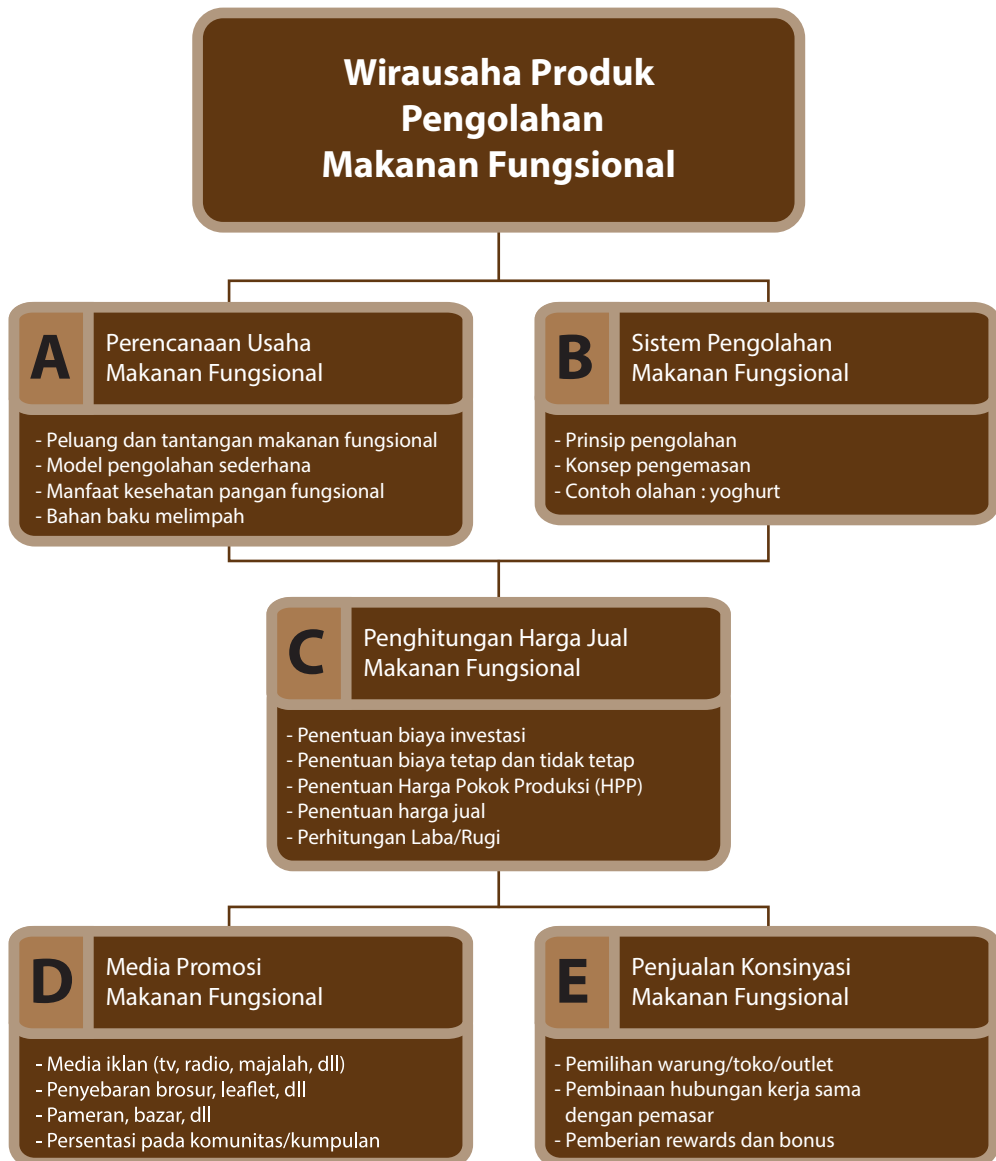 Wirausaha Produk
Pengolahan
Makanan Fungsional
A
Perencanaan Usaha
Makanan Fungsional
- Peluang dan tantangan makanan fungsional
- Model pengolahan sederhana
- Manfaat kesehatan pangan fungsional
- Bahan baku melimpah
B
Sistem Pengolahan
Makanan Fungsional
- Prinsip pengolahan
- Konsep pengemasan
- Contoh olahan : yoghurt
C
Penghitungan Harga Jual
Makanan Fungsional
- Penentuan biaya investasi
- Penentuan biaya tetap dan tidak tetap
- Penentuan Harga Pokok Produksi (HPP)
- Penentuan harga jual
- Perhitungan Laba/Rugi
D
Media Promosi
Makanan Fungsional
- Media iklan (tv, radio, majalah, dll)
- Penyebaran brosur, leaflet, dll
- Pameran, bazar, dll
- Persentasi pada komunitas/kumpulan
E
Penjualan Konsinyasi
Makanan Fungsional
- Pemilihan warung/toko/outlet
- Pembinaan hubungan kerja sama
dengan pemasar
- Pemberian rewards dan bonus